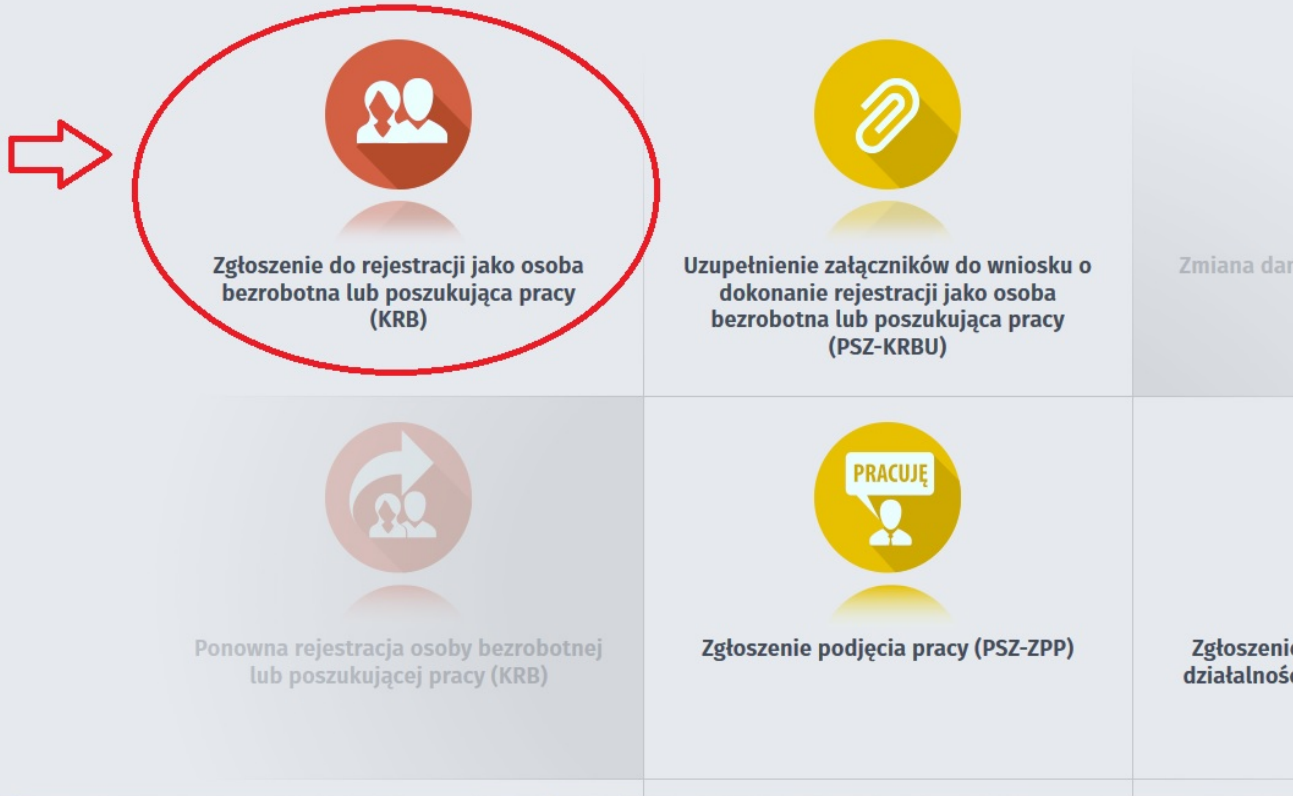 Zgłoszenie do rejestracji jako osoba
bezrobotna lub poszukująca pracy
(KRB)
Uzupełnienie załączników do wniosku o
dokonanie rejestracji jako osoba
bezrobotna lub poszukująca pracy
(PSZ-KRBU)
Zmiana
Ponowna rejestracja osoby bezrobotnej
lub poszukującej pracy (KRB)
PRACUJĘ
Zgłoszenie podjęcia pracy (PSZ-ZPP)